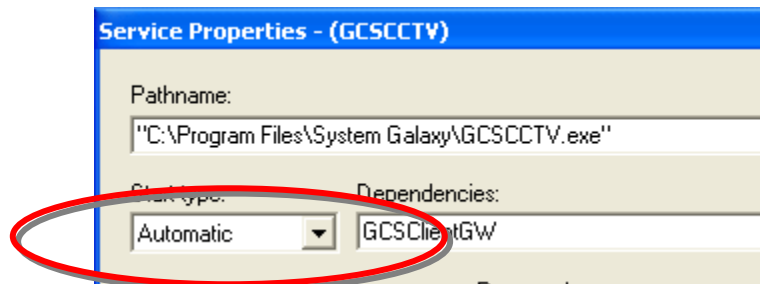 Service Properties - (GCSCCTV)
Pathname:
"C:\Program Files\System Galaxy\GCSCCTV.exe"
Start type: Dependencies:
Automatic GCSClientGW